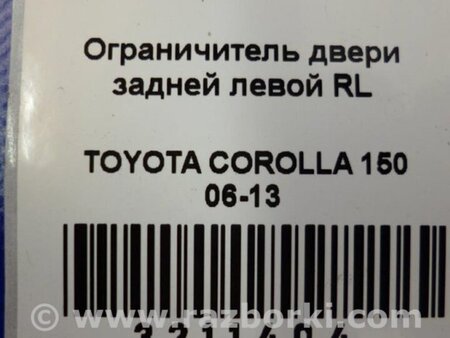 Ограничитель двери
задней левой RL
TOYOTA COROLLA 150
06-13
© www.razborki.com